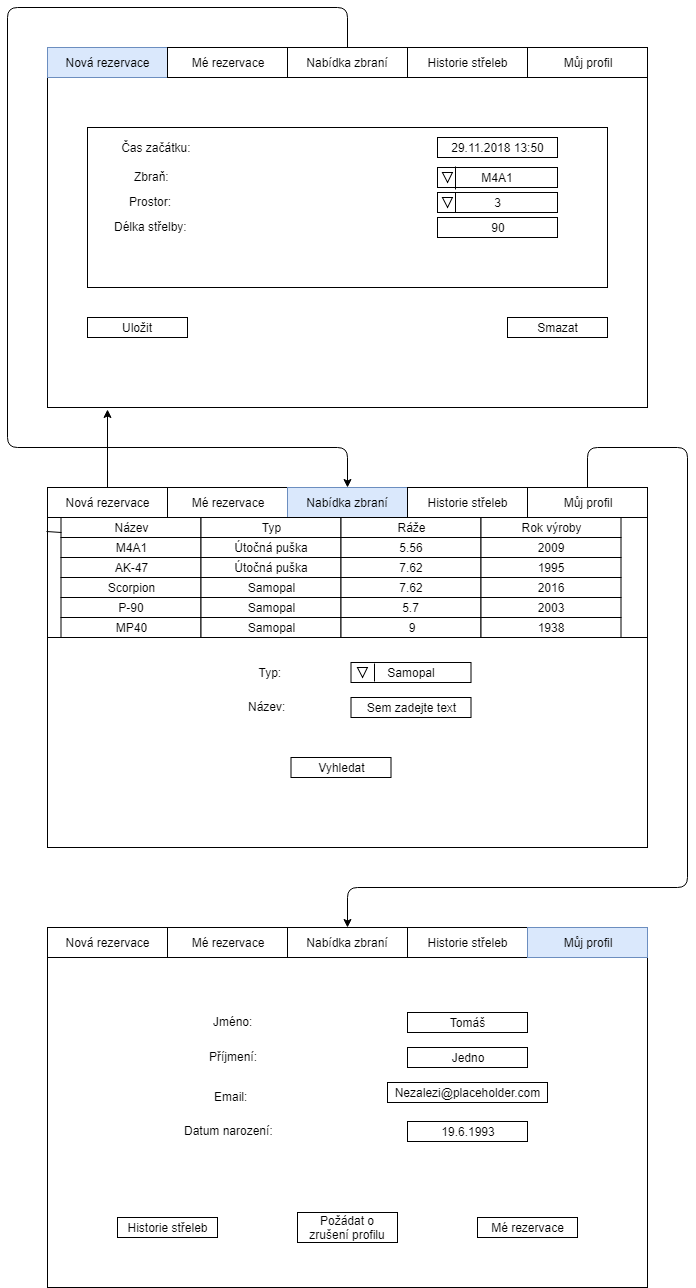 Nová rezervace Mé rezervace Nabídka zbraní Historie střeleb Můj profil
Čas začátku: 29.11.2018 13:50
Zbraň: M4A1
Prostor: 3
Délka střelby: 90
Uložit Smazat
Nová rezervace Mé rezervace Nabídka zbraní Historie střeleb Můj profil
Název Typ Ráže Rok výroby
M4A1 Útočná puška 5.56 2009
AK-47 Útočná puška 7.62 1995
Scorpion Samopal 7.62 2016
P-90 Samopal 5.7 2003
MP40 Samopal 9 1938
Typ: Samopal
Název: Sem zadejte text
Vyhledat
Nová rezervace Mé rezervace Nabídka zbraní Historie střeleb Můj profil
Jméno: Tomáš
Příjmení: Jedno
Email: Nezalezi@placeholder.com
Datum narození: 19.6.1993
Historie střeleb
Požádat o
zrušení profilu
Mé rezervace